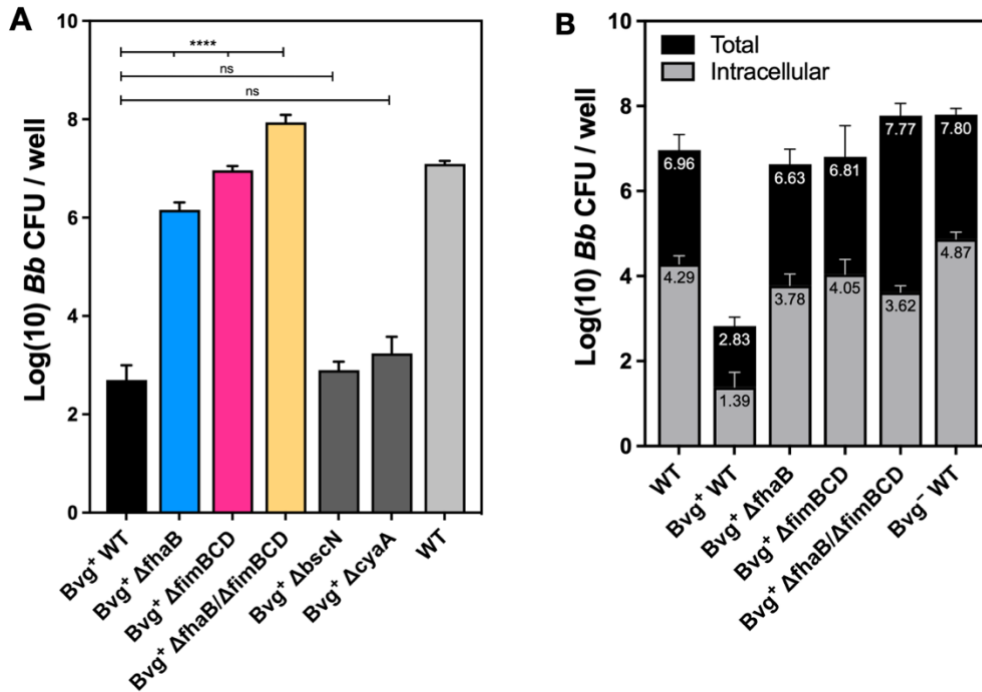 A
Log(10) Bb CFU / well
10
8
6
4
2
0
****
ns
ns
Bvg⁺ WT
Bvg⁺ ΔfhaB
Bvg⁺ ΔfimBCD
Bvg⁺ ΔfhaB/ΔfimBCD
Bvg⁺ ΔbscN
Bvg⁺ ΔcyaA
WT
B
Log(10) Bb CFU / well
10
8
6
4
2
0
Total
Intracellular
6.96
4.29
2.83
1.39
6.63
3.78
6.81
4.05
7.77
3.62
7.80
4.87
WT
Bvg⁺ WT
Bvg⁺ ΔfhaB
Bvg⁺ ΔfimBCD
Bvg⁺ ΔfhaB/ΔfimBCD
Bvg⁻ WT